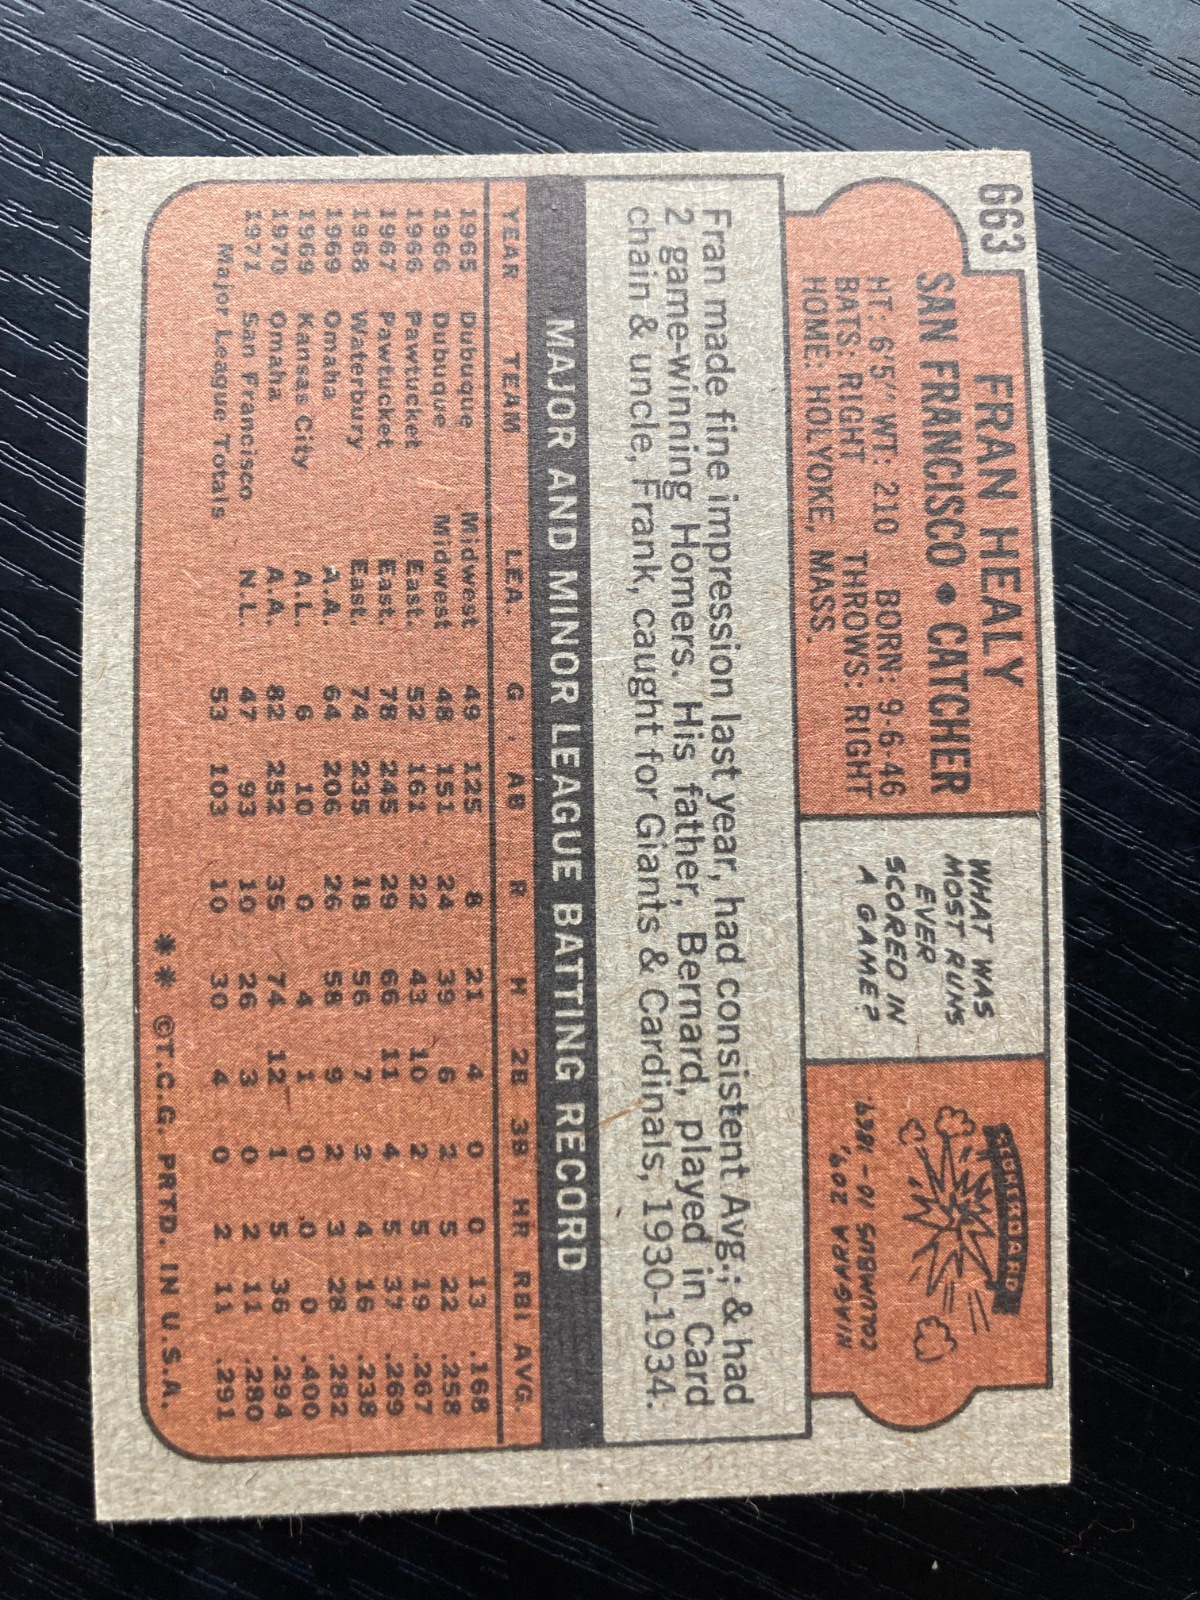 663
FRAN HEALY
SAN FRANCISCO • CATCHER
HT: 6'5" WT: 210 BORN: 9-6-46
BATS: RIGHT THROWS: RIGHT
HOME: HOLYOKE, MASS.
WHAT WAS
MOST RUNS
EVER
SCORED IN
A GAME?
SCOREBOARD
NIAGARA 209,
COLUMBUS 10-1869.
Fran made fine impression last year, had consistent Avg.; & had
2 game-winning Homers. His father, Bernard, played in Card
chain & uncle, Frank, caught for Giants & Cardinals, 1930-1934.
MAJOR AND MINOR LEAGUE BATTING RECORD
YEAR TEAM LEA. G. AB R H 2B 3B HR RBI AVG.
1965 Dubuque Midwest 49 125 8 21 4 0 0 13 .168
1966 Dubuque Midwest 48 151 24 39 6 2 5 22 .258
1966 Pawtucket East. 52 161 22 43 10 2 5 19 .267
1967 Pawtucket East. 78 245 29 66 11 4 5 37 .269
1968 Waterbury East. 74 235 18 56 7 3 4 16 .238
1969 Omaha A.A. 64 206 26 58 9 2 3 28 .282
1969 Kansas City A.L. 6 10 0 4 1 0 0 0 .400
1970 Omaha A.A. 82 252 35 74 12 1 5 36 .294
1971 San Francisco N.L. 47 93 10 26 3 0 2 11 .280
Major League Totals 53 103 10 30 4 0 2 11 .291
** ©T.C.G. PRTD. IN U.S.A.